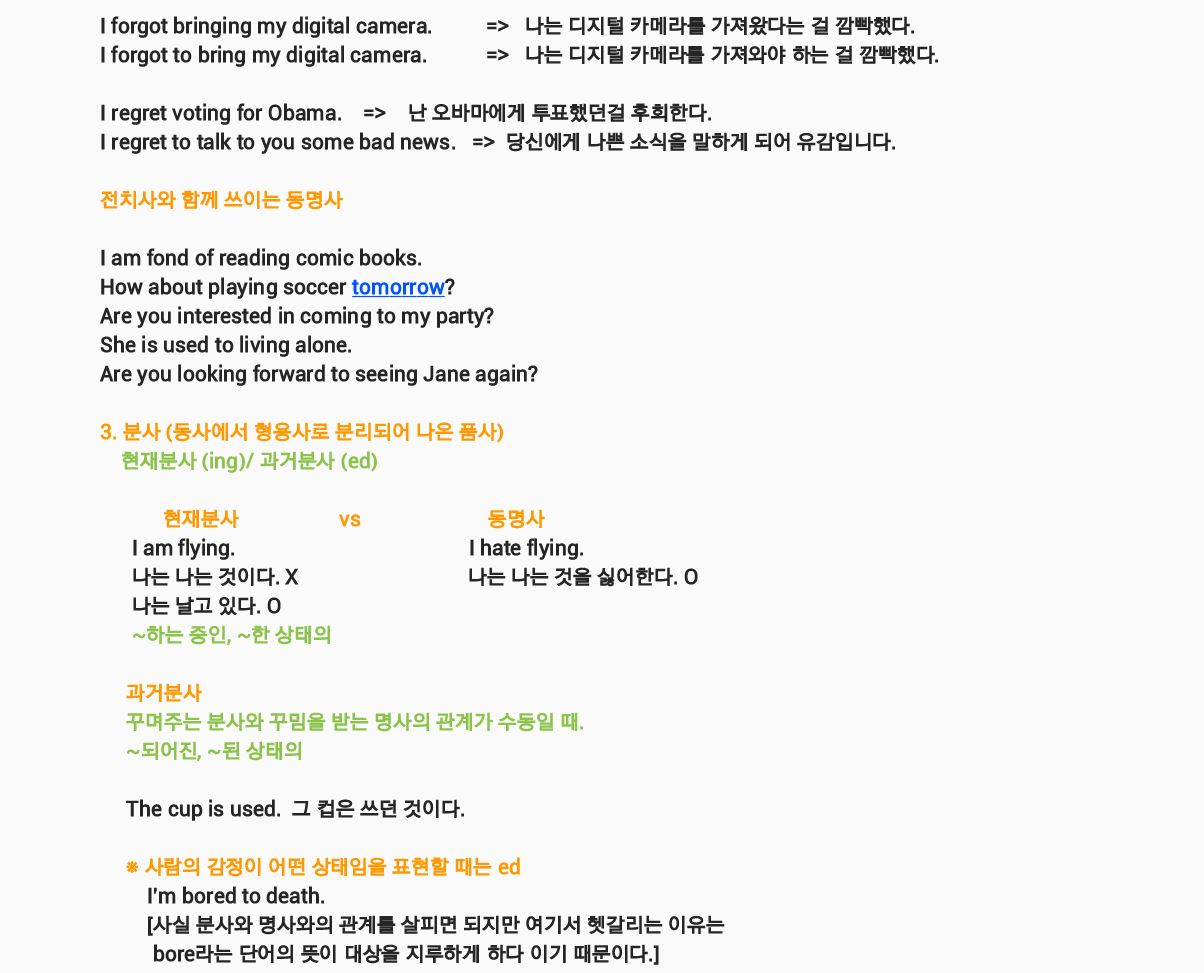 I forgot bringing my digital camera. => 나는 디지털 카메라를 가져왔다는 걸 깜빡했다.
I forgot to bring my digital camera. => 나는 디지털 카메라를 가져와야 하는 걸 깜빡했다.
I regret voting for Obama. => 난 오바마에게 투표했던걸 후회한다.
I regret to talk to you some bad news. => 당신에게 나쁜 소식을 말하게 되어 유감입니다.
전치사와 함께 쓰이는 동명사
I am fond of reading comic books.
How about playing soccer tomorrow?
Are you interested in coming to my party?
She is used to living alone.
Are you looking forward to seeing Jane again?
3. 분사 (동사에서 형용사로 분리되어 나온 품사)
현재분사 (ing)/ 과거분사 (ed)
현재분사 vs 동명사
I am flying. I hate flying.
나는 나는 것이다. X 나는 나는 것을 싫어한다. O
나는 날고 있다. O
~하는 중인, ~한 상태의
과거분사
꾸며주는 분사와 꾸밈을 받는 명사의 관계가 수동일 때.
~되어진, ~된 상태의
The cup is used. 그 컵은 쓰던 것이다.
※ 사람의 감정이 어떤 상태임을 표현할 때는 ed
I'm bored to death.
[사실 분사와 명사와의 관계를 살피면 되지만 여기서 헷갈리는 이유는
bore라는 단어의 뜻이 대상을 지루하게 하다 이기 때문이다.]